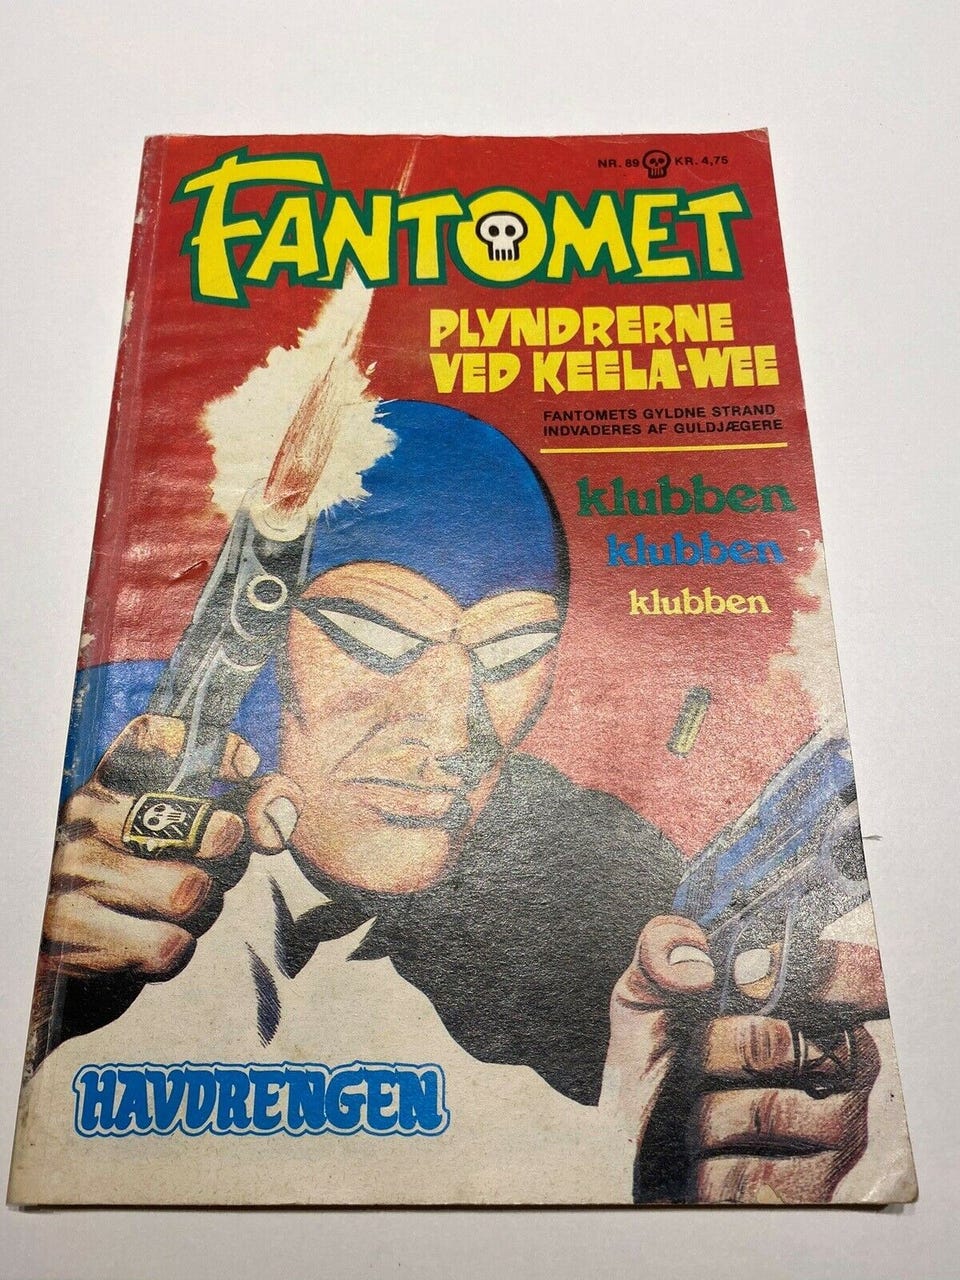 NR. 89 KR. 4,75
FANTOMET
PLYNDRERNE
VED KEELA-WEE
FANTOMETS GYLDNE STRAND
INDVADERES AF GULDJÆGERE
klubben
klubben
klubben
HAVDRENGEN